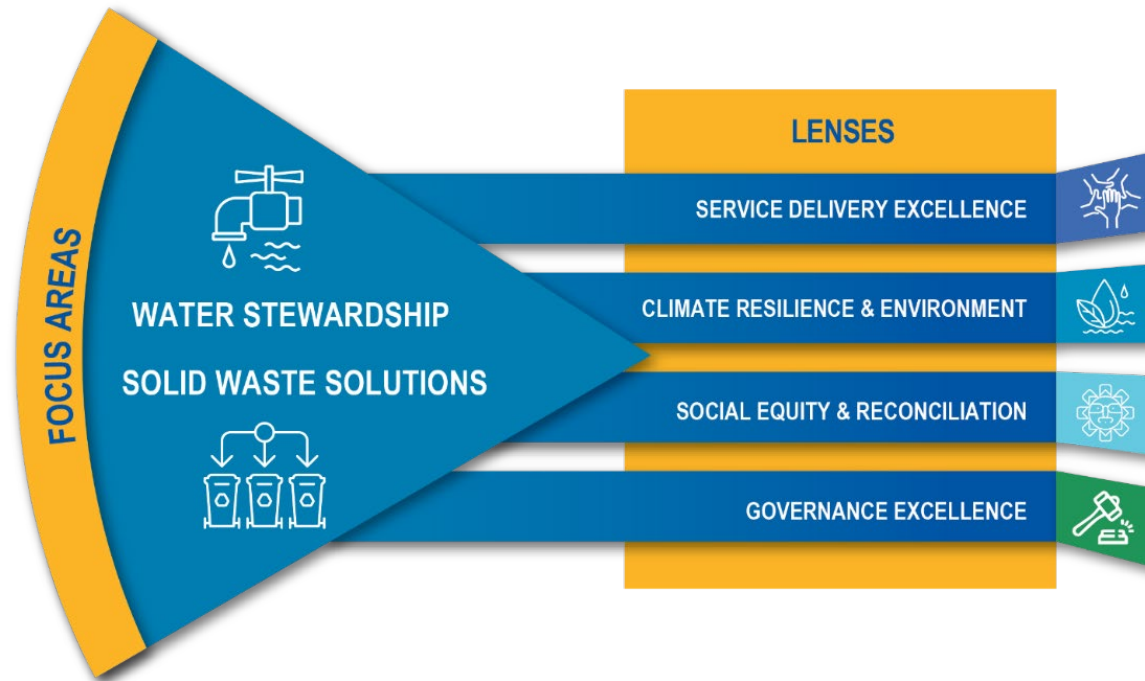 FOCUS AREAS
WATER STEWARDSHIP
SOLID WASTE SOLUTIONS
LENSES
SERVICE DELIVERY EXCELLENCE
CLIMATE RESILIENCE & ENVIRONMENT
SOCIAL EQUITY & RECONCILIATION
GOVERNANCE EXCELLENCE